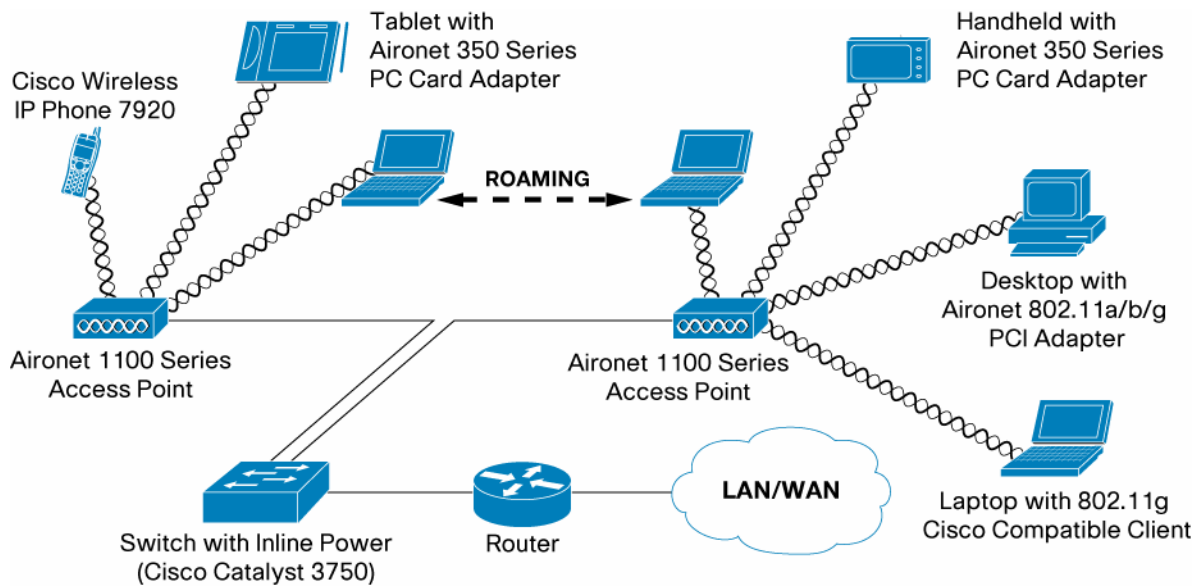 Tablet with
Aironet 350 Series
PC Card Adapter
Handheld with
Aironet 350 Series
PC Card Adapter
Cisco Wireless
IP Phone 7920
ROAMING
Desktop with
Aironet 802.11a/b/g
PCI Adapter
Aironet 1100 Series
Access Point
Aironet 1100 Series
Access Point
LAN/WAN
Laptop with 802.11g
Cisco Compatible Client
Switch with Inline Power
(Cisco Catalyst 3750)
Router